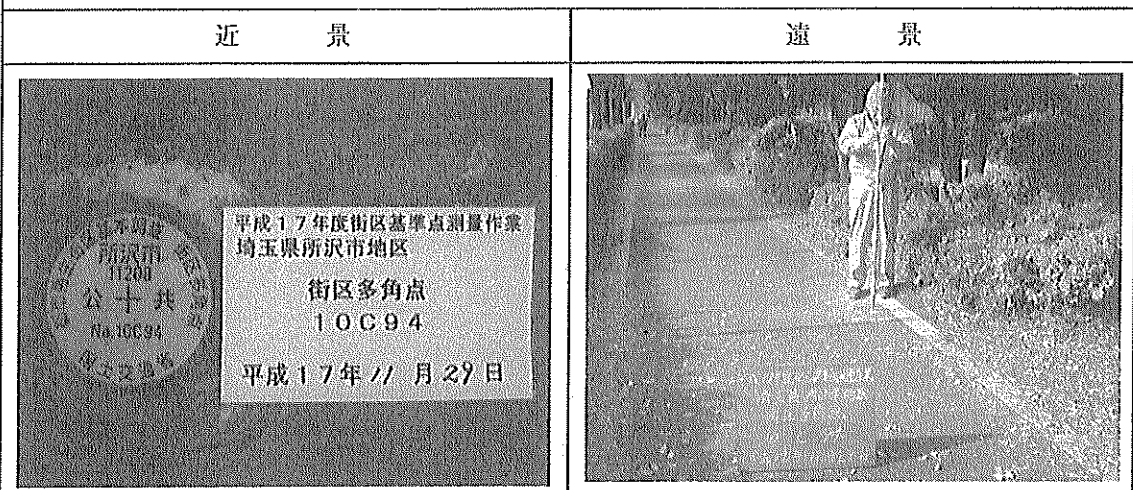 近 景
遠 景
所沢市
11200
公 共
No.10C94
平成17年度街区基準点測量作業
埼玉県所沢市地区
街区多角点
10C94
平成17年11月29日